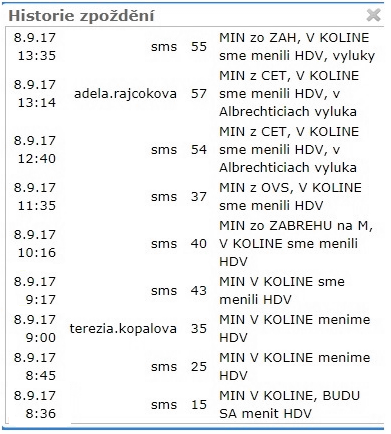 Historie zpoždění
8.9.17 13:35 sms 55 MIN zo ZAH, V KOLINE
sme menili HDV, vyluky
8.9.17 13:14 adela.rajcokova 57 MIN z CET, V KOLINE
sme menili HDV, v
Albrechticiach vyluka
8.9.17 12:40 sms 54 MIN z CET, V KOLINE
sme menili HDV, v
Albrechticiach vyluka
8.9.17 11:35 sms 37 MIN z OVS, V KOLINE
sme menili HDV
8.9.17 10:16 sms 40 MIN zo ZABREHU na M,
V KOLINE sme menili
HDV
8.9.17 9:17 sms 43 MIN V KOLINE sme
menili HDV
8.9.17 9:00 terezia.kopalova 35 MIN V KOLINE menime
HDV
8.9.17 8:45 sms 25 MIN V KOLINE menime
HDV
8.9.17 8:36 sms 15 MIN V KOLINE, BUDU
SA menit HDV